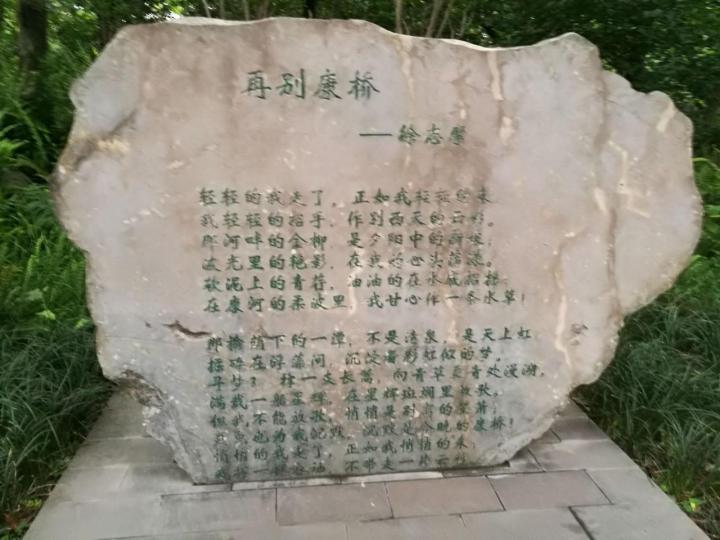 再别康桥
——徐志摩
轻轻的我走了，正如我轻轻的来
我轻轻的招手，作别西天的云彩。
那河畔的金柳 是夕阳中的新娘；
波光里的艳影，在我的心头荡漾。
软泥上的青荇，油油的在水底招摇
在康河的柔波里 我甘心作一条水草！
那榆荫下的一潭，不是清泉，是天上虹
揉碎在浮藻间，沉淀着彩虹似的梦。
寻梦？撑一支长篙，向青草更青处漫溯，
满载一船星辉，在星辉斑斓里放歌。
但我不能放歌，悄悄是别离的笙箫；
夏虫也为我沉默，沉默是今晚的康桥！
悄悄的我走了，正如我悄悄的来；
不带走一片云彩